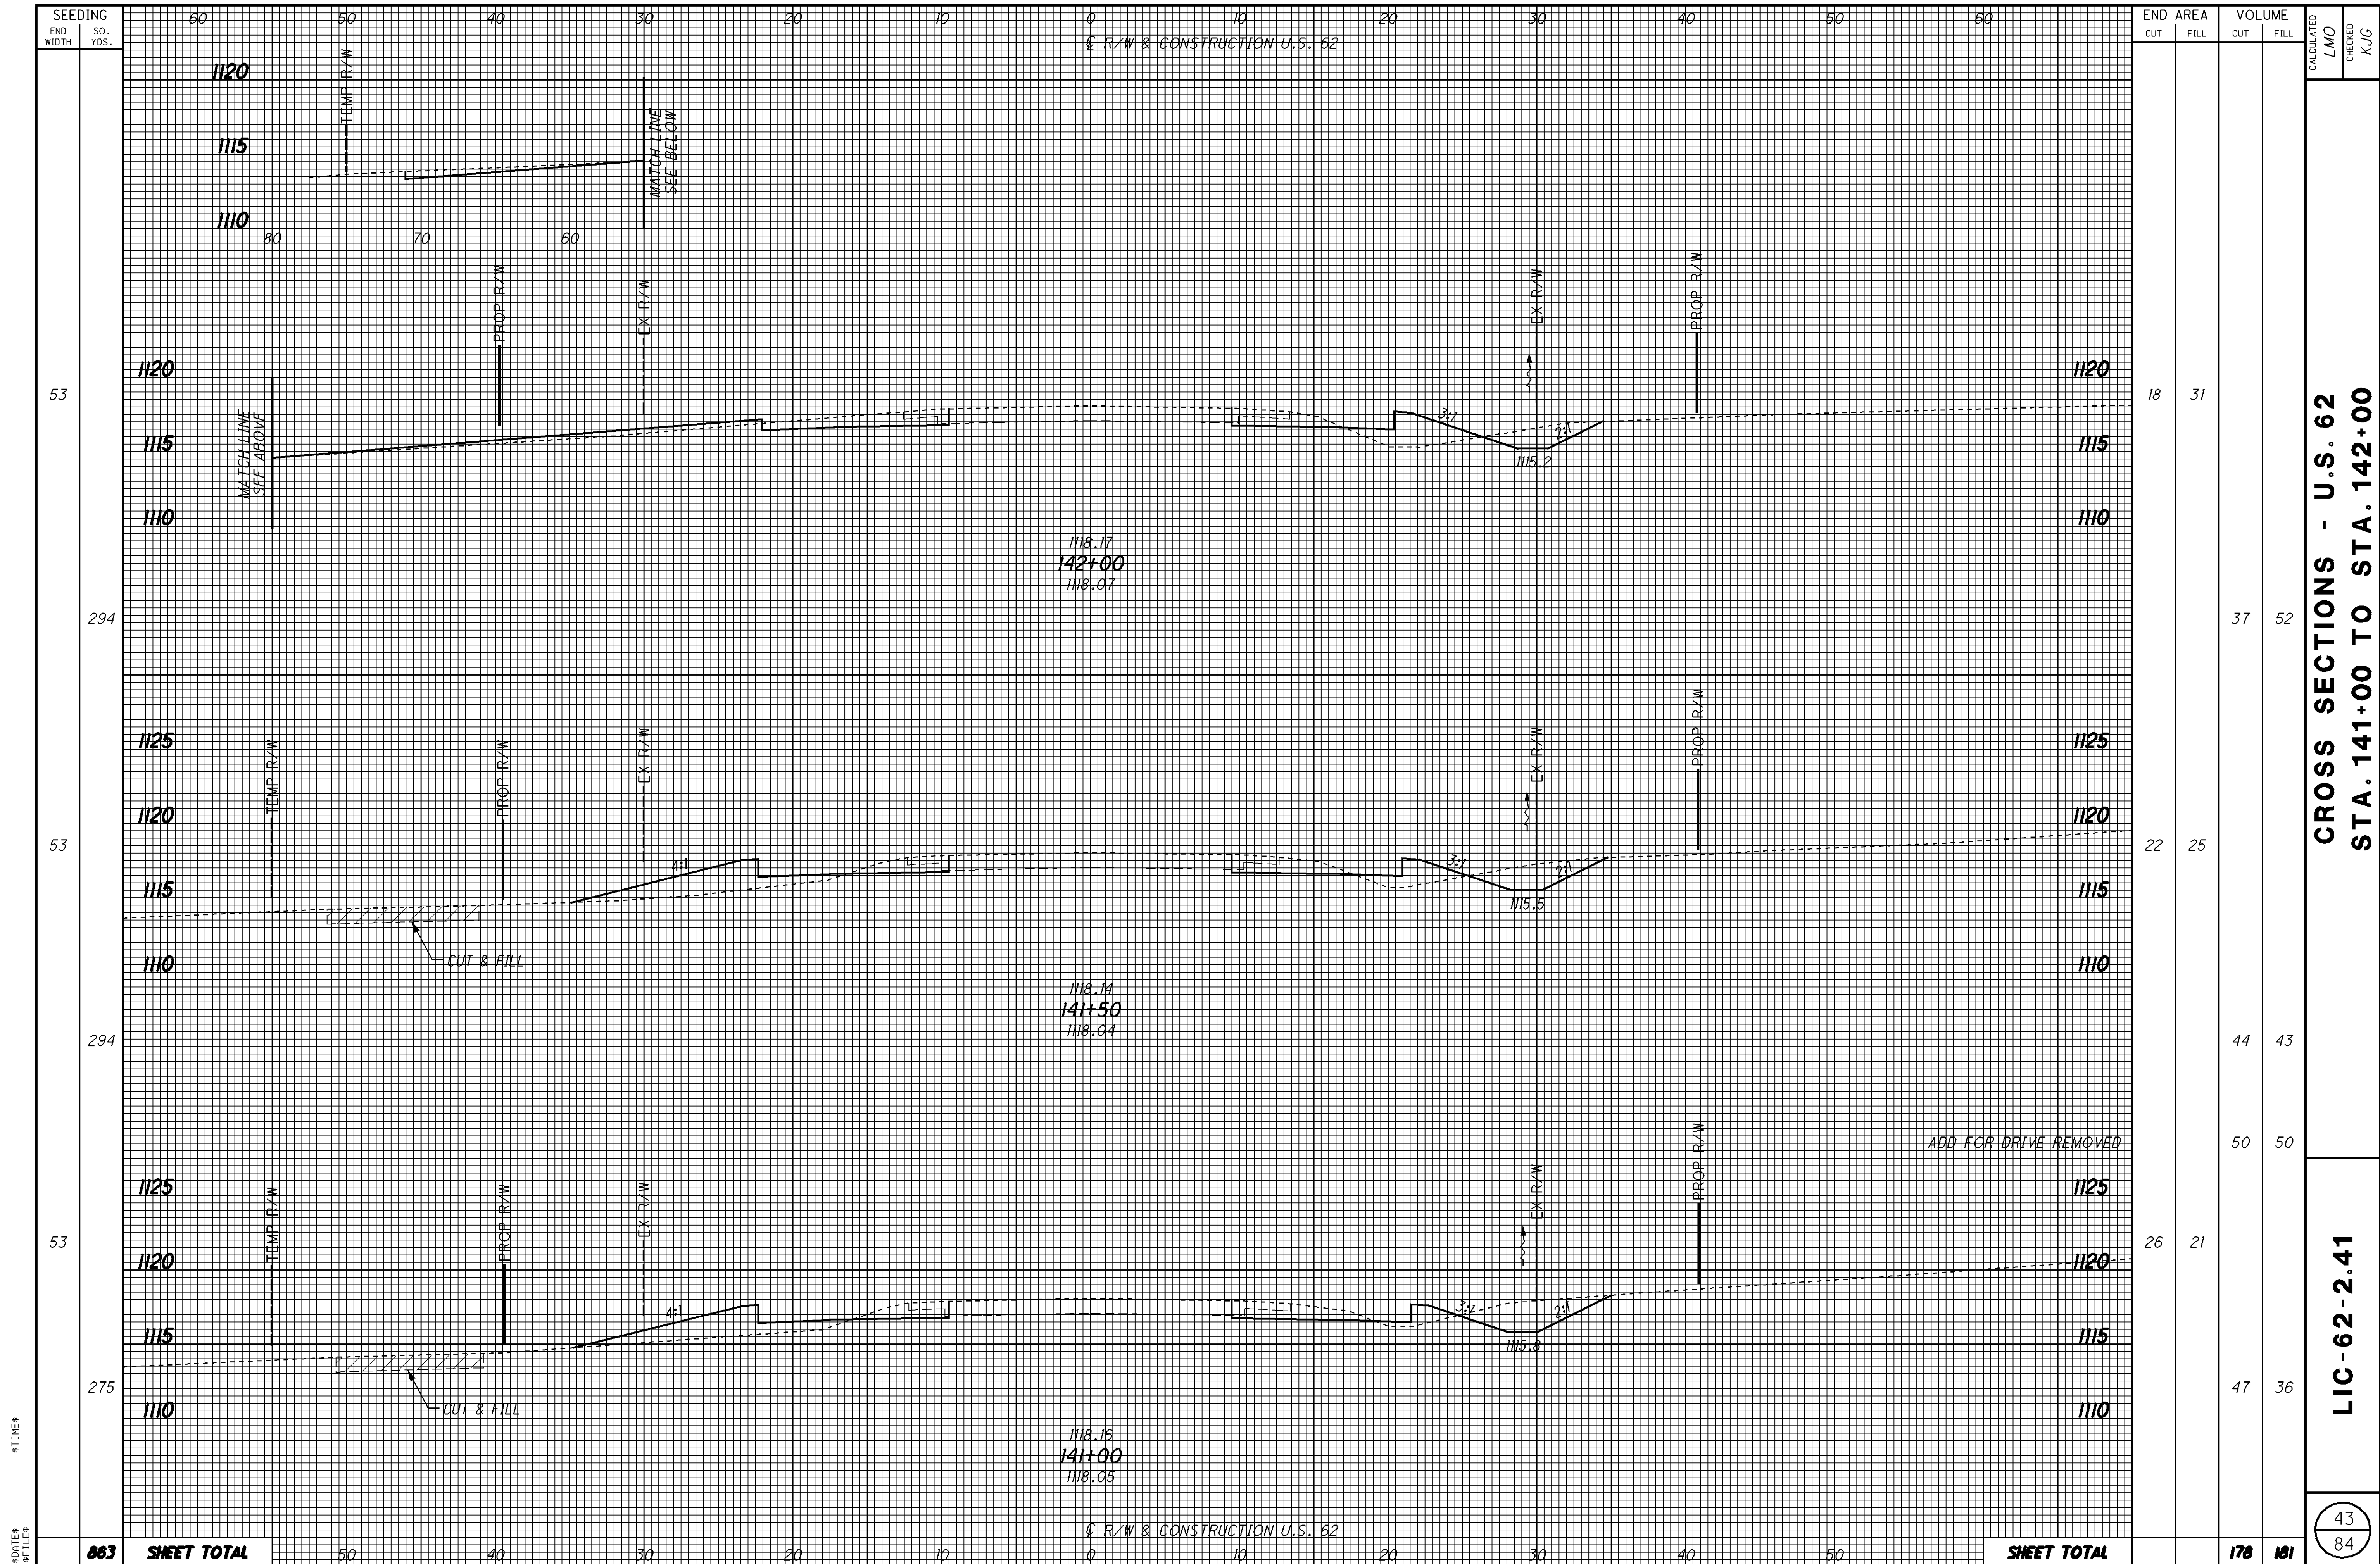 SEEDING
END WIDTH
SQ. YDS.
60 50 40 30 20 10 0 10 20 30 40 50 60
END AREA
VOLUME
CUT FILL CUT FILL
CALCULATED
LMO
CHECKED
KJG
℄ R/W & CONSTRUCTION U.S. 62
1120
TEMP R/W
1115
MATCH LINE
SEE BELOW
1110
80 70 60
PROP R/W
EX R/W
EX R/W
PROP R/W
1120
1120
53
18 31
MATCH LINE
SEE ABOVE
1115
3:1
2:1
1115
1115.2
1110
1110
1118.17
142+00
1118.07
294
37 52
1125
TEMP R/W
PROP R/W
EX R/W
EX R/W
PROP R/W
1125
1120
1120
53
22 25
4:1
3:1
2:1
1115
1115
1115.5
CUT & FILL
1110
1110
1118.14
141+50
1118.04
294
44 43
ADD FOR DRIVE REMOVED
50 50
1125
TEMP R/W
PROP R/W
EX R/W
EX R/W
PROP R/W
1125
53
26 21
1120
1120
4:1
3:1
2:1
1115
1115
1115.8
275
47 36
CUT & FILL
1110
1110
1118.16
141+00
1118.05
℄ R/W & CONSTRUCTION U.S. 62
863
SHEET TOTAL
50 40 30 20 10 0 10 20 30 40 50
SHEET TOTAL
178 181
CROSS SECTIONS - U.S. 62
STA. 141+00 TO STA. 142+00
LIC-62-2.41
43
84
$TIME$
$DATE$
$FILE$